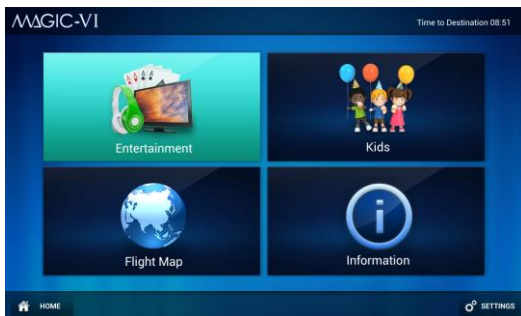 MAGIC-VI
Time to Destination 08:51
Entertainment
Kids
Flight Map
Information
HOME
SETTINGS